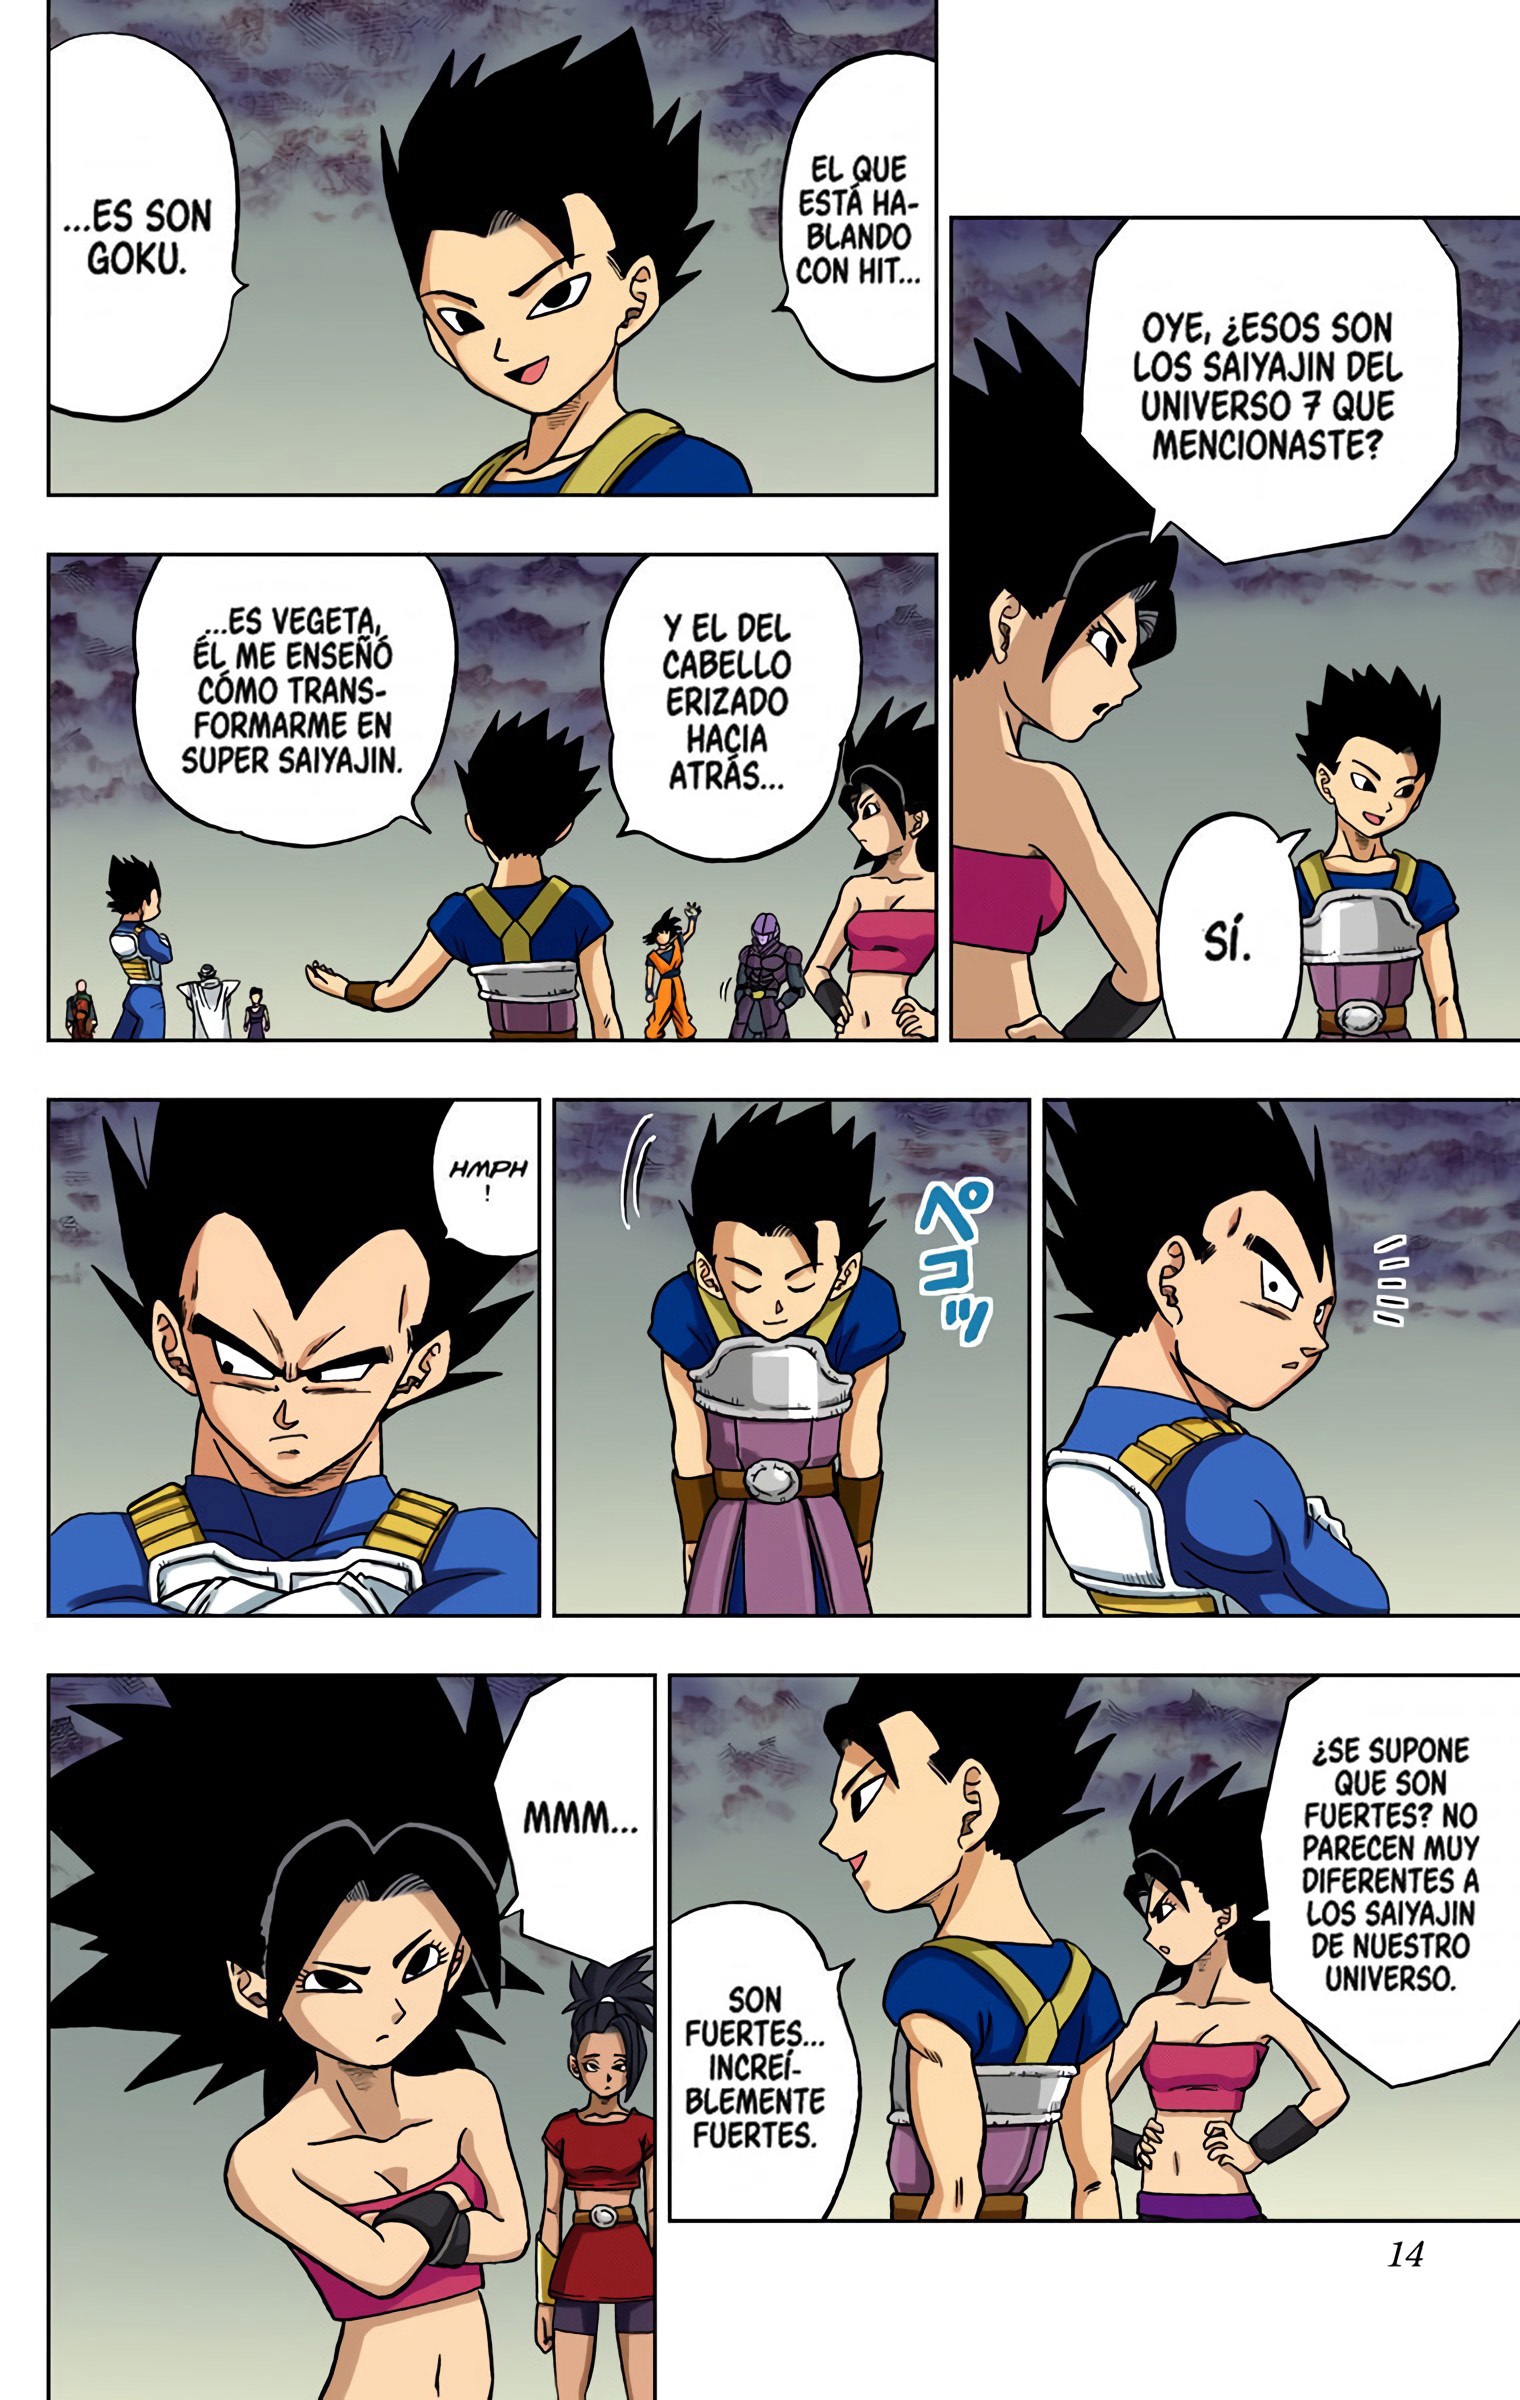 OYE, ¿ESOS SON
LOS SAIYAJIN DEL
UNIVERSO 7 QUE
MENCIONASTE?
SÍ.
EL QUE
ESTÁ HA-
BLANDO
CON HIT...
...ES SON
GOKU.
Y EL DEL
CABELLO
ERIZADO
HACIA
ATRÁS...
...ES VEGETA,
ÉL ME ENSEÑÓ
CÓMO TRANS-
FORMARME EN
SUPER SAIYAJIN.
ペコッ
HMPH
!
¿SE SUPONE
QUE SON
FUERTES? NO
PARECEN MUY
DIFERENTES A
LOS SAIYAJIN
DE NUESTRO
UNIVERSO.
SON
FUERTES...
INCREÍ-
BLEMENTE
FUERTES.
MMM...
14